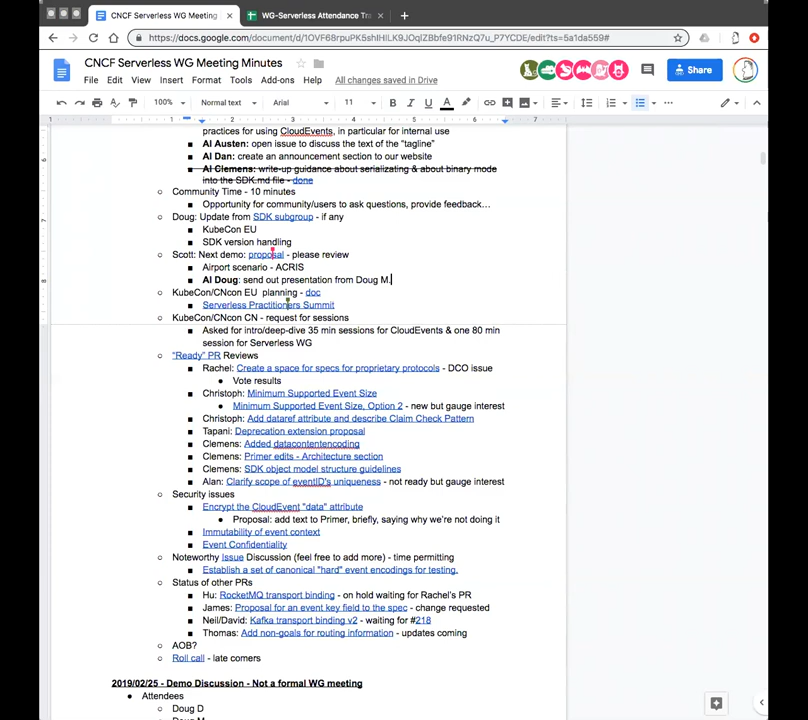 CNCF Serverless WG Meeting
WG-Serverless Attendance Tra
https://docs.google.com/document/d/1OVF68rpuPK5shIHlLK9JOqlZBbfe91RNzQ7u_P7YCDE/edit?ts=5a1da559#
CNCF Serverless WG Meeting Minutes
File Edit View Insert Format Tools Add-ons Help All changes saved in Drive
Share
100% Normal text Arial 11
practices for using CloudEvents, in particular for internal use
AI Austen: open issue to discuss the text of the "tagline"
AI Dan: create an announcement section to our website
AI Clemens: write-up guidance about serializating & about binary mode
into the SDK.md file - done
Community Time - 10 minutes
Opportunity for community/users to ask questions, provide feedback…
Doug: Update from SDK subgroup - if any
KubeCon EU
SDK version handling
Scott: Next demo: proposal - please review
Airport scenario - ACRIS
AI Doug: send out presentation from Doug M.
KubeCon/CNcon EU planning - doc
Serverless Practitioners Summit
KubeCon/CNcon CN - request for sessions
Asked for intro/deep-dive 35 min sessions for CloudEvents & one 80 min
session for Serverless WG
"Ready" PR Reviews
Rachel: Create a space for specs for proprietary protocols - DCO issue
Vote results
Christoph: Minimum Supported Event Size
Minimum Supported Event Size, Option 2 - new but gauge interest
Christoph: Add dataref attribute and describe Claim Check Pattern
Tapani: Deprecation extension proposal
Clemens: Added datacontentencoding
Clemens: Primer edits - Architecture section
Clemens: SDK object model structure guidelines
Alan: Clarify scope of eventID's uniqueness - not ready but gauge interest
Security issues
Encrypt the CloudEvent "data" attribute
Proposal: add text to Primer, briefly, saying why we're not doing it
Immutability of event context
Event Confidentiality
Noteworthy Issue Discussion (feel free to add more) - time permitting
Establish a set of canonical "hard" event encodings for testing.
Status of other PRs
Hu: RocketMQ transport binding - on hold waiting for Rachel's PR
James: Proposal for an event key field to the spec - change requested
Neil/David: Kafka transport binding v2 - waiting for #218
Thomas: Add non-goals for routing information - updates coming
AOB?
Roll call - late comers
2019/02/25 - Demo Discussion - Not a formal WG meeting
Attendees
Doug D
Doug M